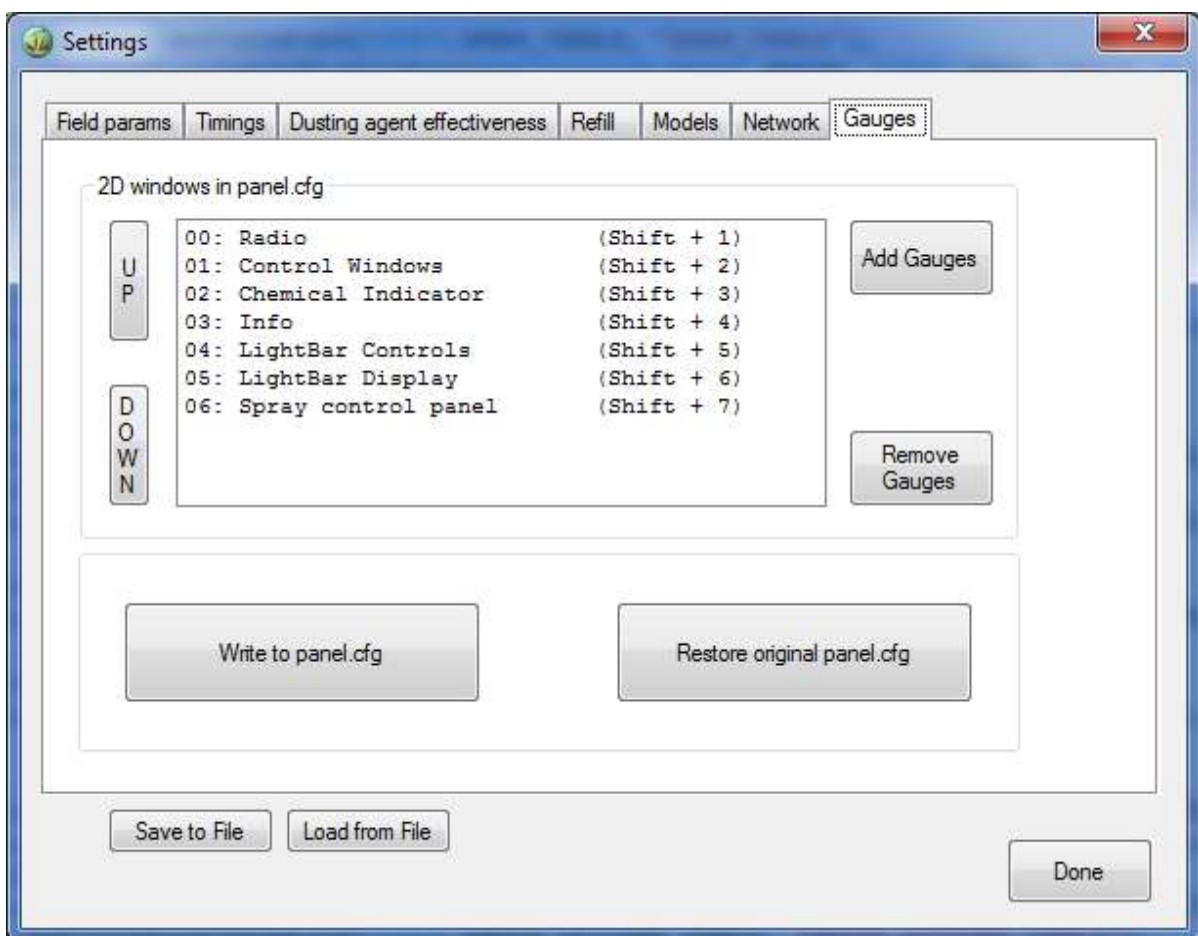 Settings
X
Field params Timings Dusting agent effectiveness Refill Models Network Gauges
2D windows in panel.cfg
UP
00: Radio (Shift + 1)
01: Control Windows (Shift + 2)
02: Chemical Indicator (Shift + 3)
03: Info (Shift + 4)
04: LightBar Controls (Shift + 5)
05: LightBar Display (Shift + 6)
06: Spray control panel (Shift + 7)
Add Gauges
DOWN
Remove
Gauges
Write to panel.cfg Restore original panel.cfg
Save to File Load from File
Done